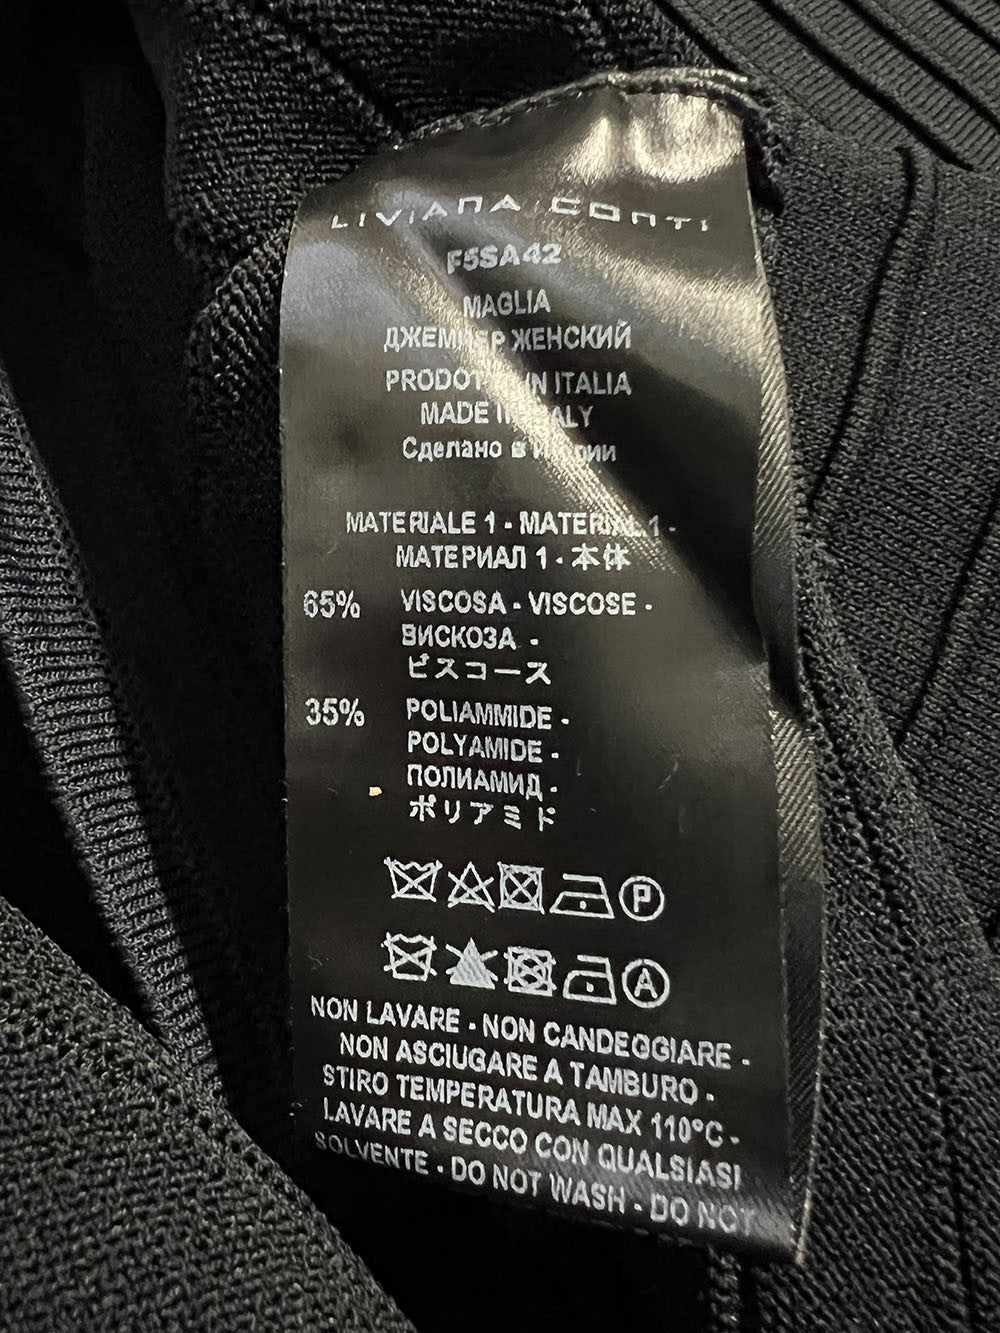 LIVIANA CONTI
F5SA42
MAGLIA
ДЖЕМПЕР ЖЕНСКИЙ
PRODOTTO IN ITALIA
MADE IN ITALY
Сделано в Италии
MATERIALE 1 - MATERIAL 1 -
МАТЕРИАЛ 1 - 本体
65% VISCOSA - VISCOSE -
ВИСКОЗА -
ビスコース
35% POLIAMMIDE -
POLYAMIDE -
ПОЛИАМИД -
ポリアミド
P
A
NON LAVARE - NON CANDEGGIARE -
NON ASCIUGARE A TAMBURO -
STIRO TEMPERATURA MAX 110°C -
LAVARE A SECCO CON QUALSIASI
SOLVENTE - DO NOT WASH - DO NOT